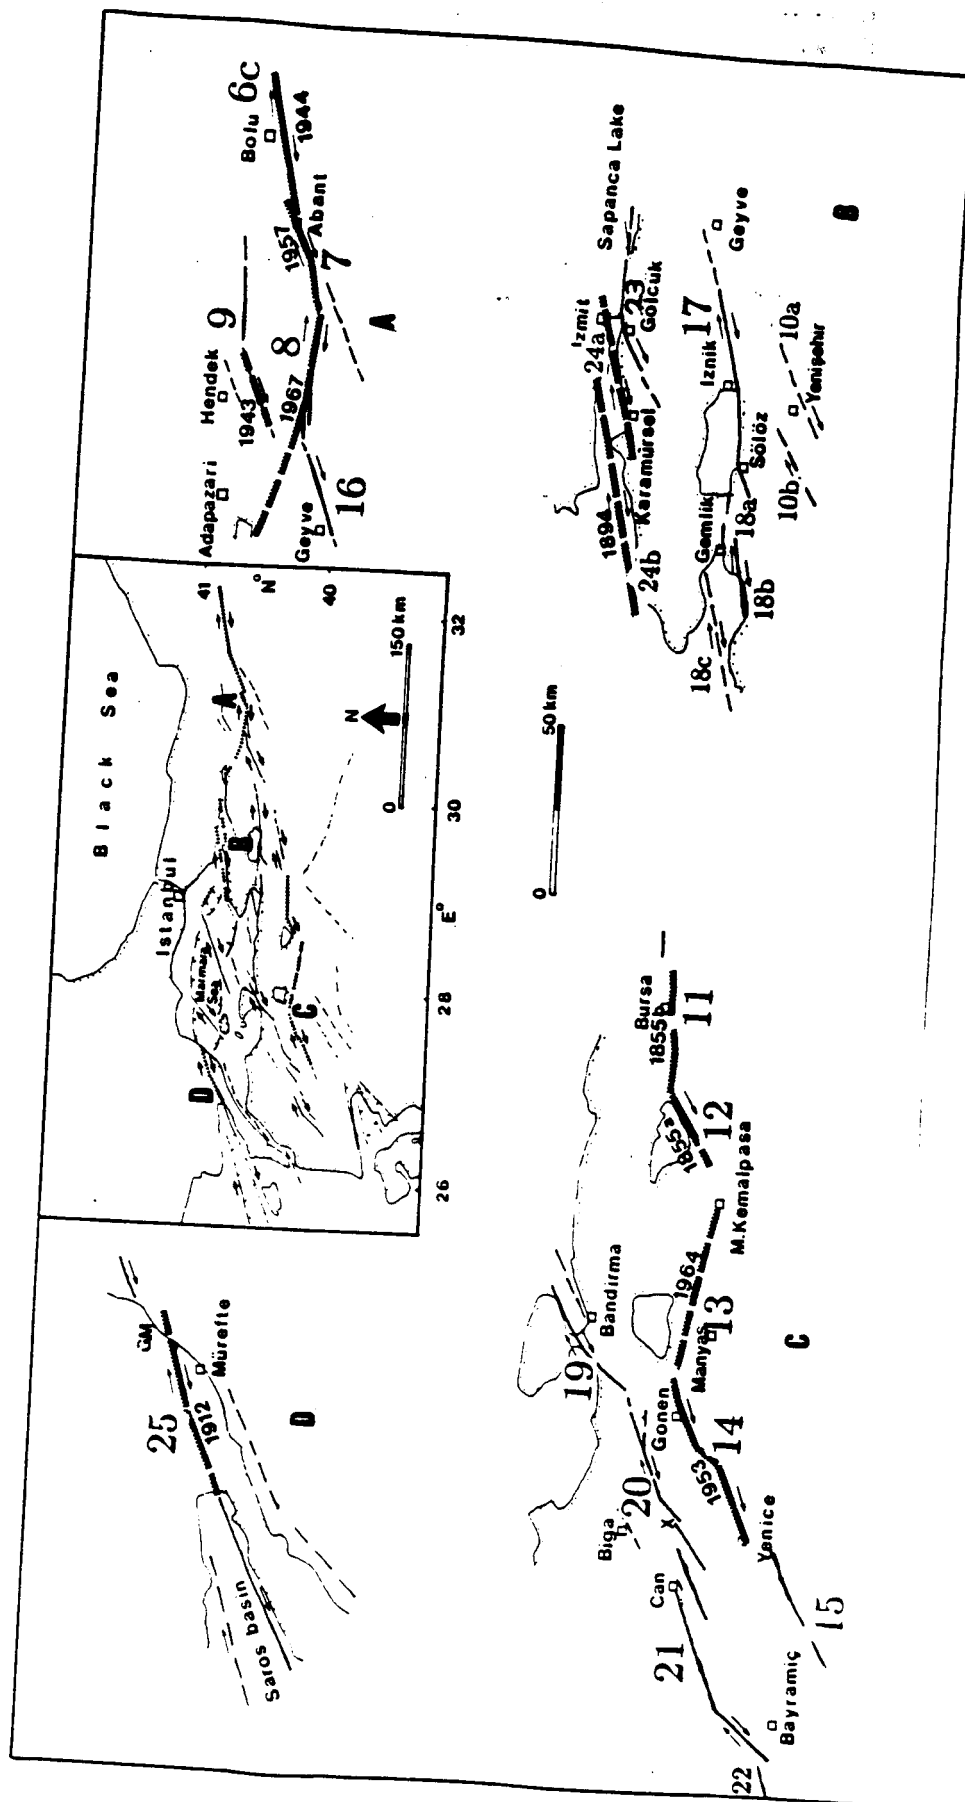 Black Sea
Istanbul
Marmara
Sea
A
B
C
D
41
N°
40
N
0
150 km
26
28
E°
30
32
GM
25
1912
Mürefte
Saros basin
D
Adapazari
Hendek
9
1943
Bolu
6c
1944
1957
Abant
7
8
1967
Geyve
16
A
0
50 km
19
Bandirma
Bursa
1855b
11
1855a
12
M.Kemalpasa
1964
13
Manyas
Gonen
14
1953
Biga
20
X
Can
21
Yenice
15
Bayramiç
22
C
Sapanca Lake
Izmit
24a
23
Golcuk
Karamürsel
1894
24b
Geyve
17
Iznik
Sölöz
Gemlik
18a
18b
18c
10a
Yenişehir
10b
B